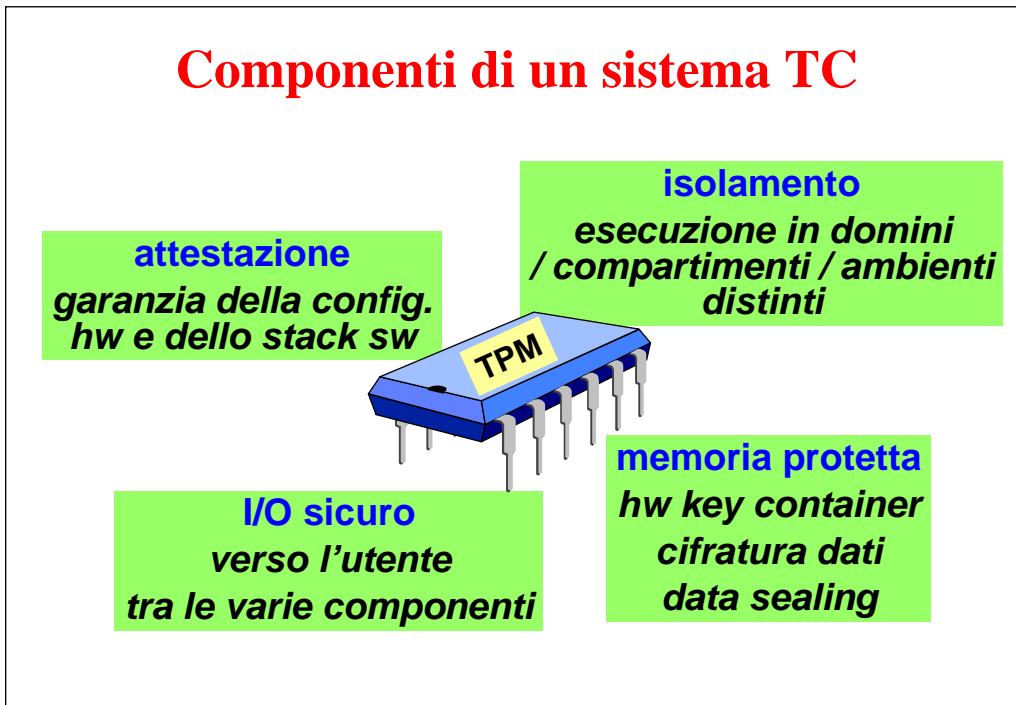 Componenti di un sistema TC
isolamento
esecuzione in domini
/ compartimenti / ambienti
distinti
attestazione
garanzia della config.
hw e dello stack sw
TPM
memoria protetta
hw key container
cifratura dati
data sealing
I/O sicuro
verso l'utente
tra le varie componenti